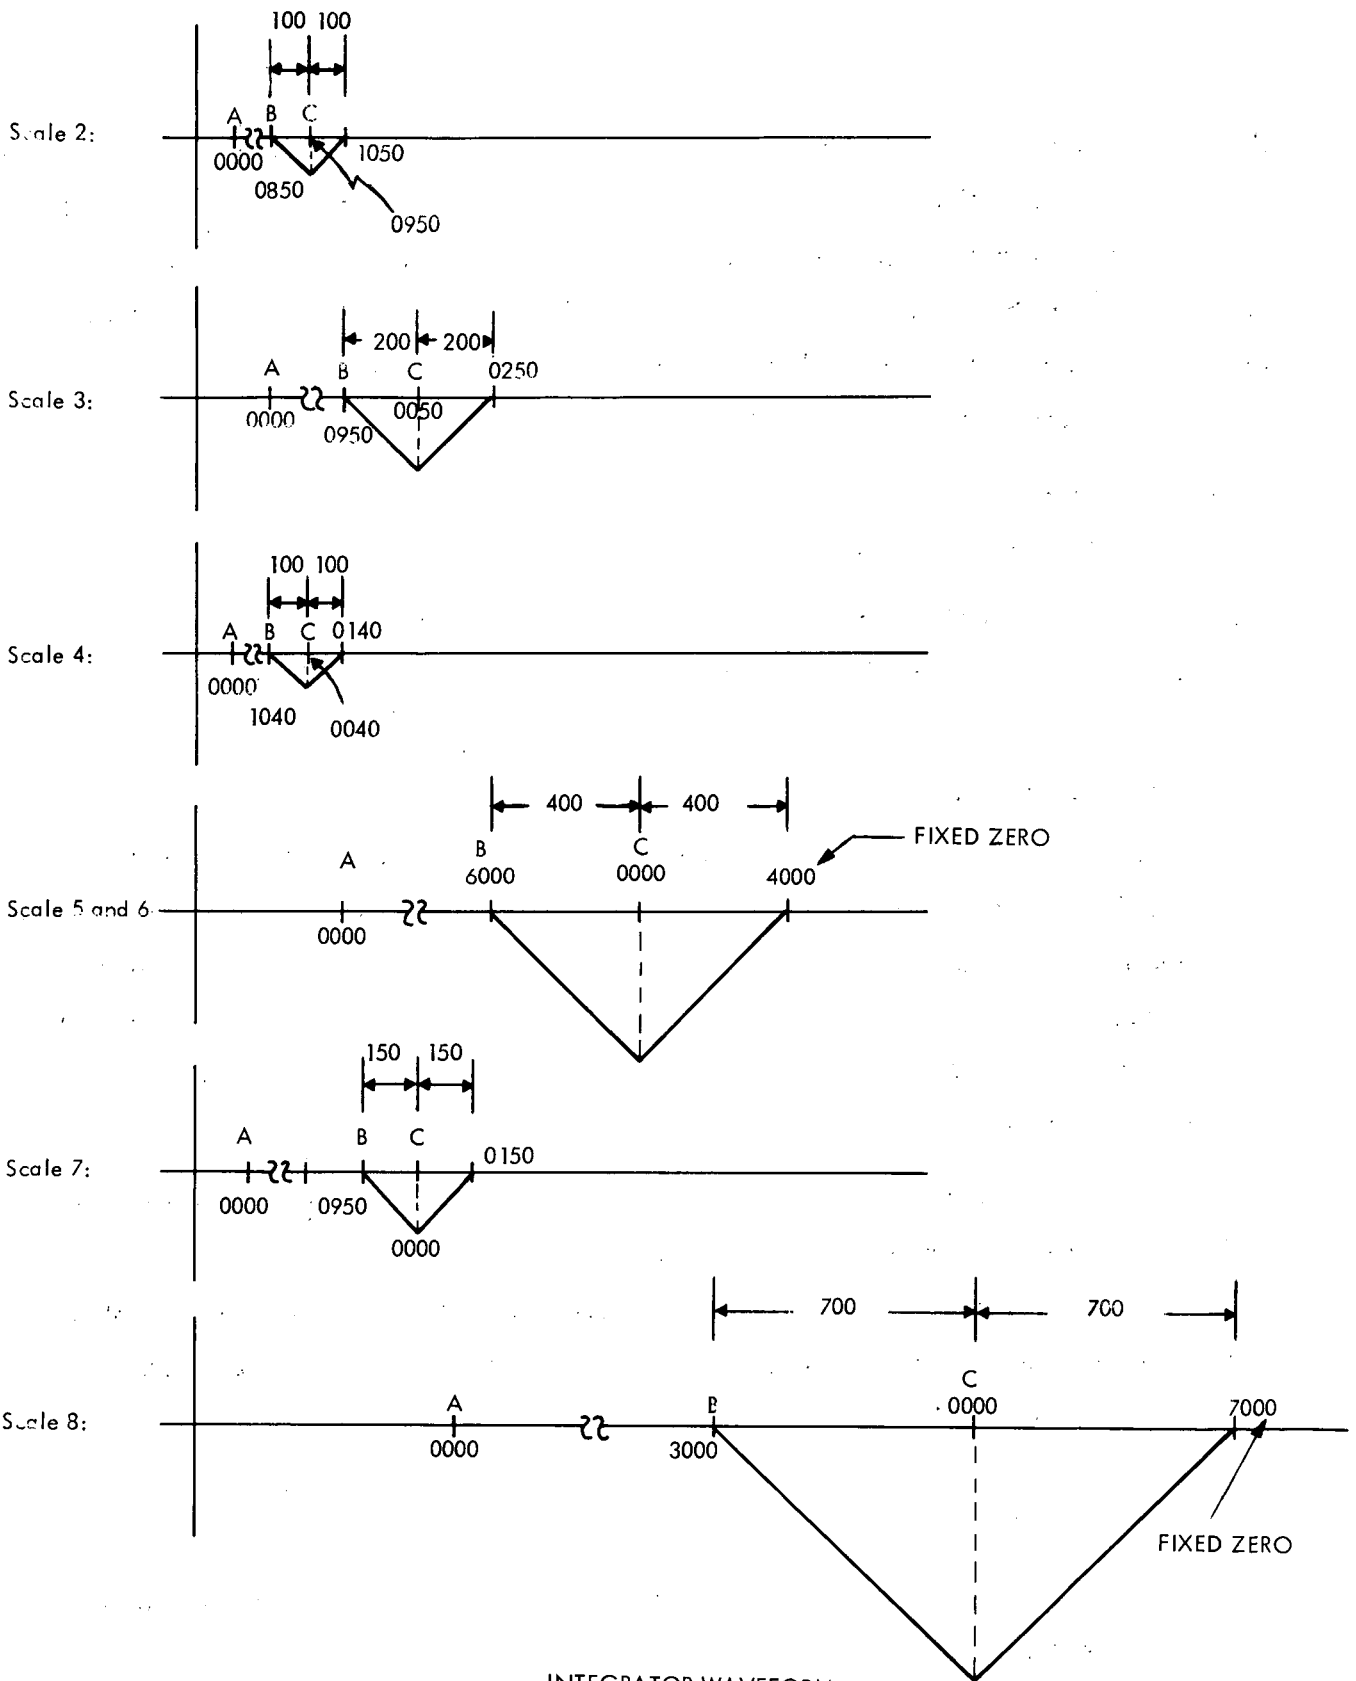 100 100
A B C
Scale 2:
0000
1050
0850
0950
200 200
A B C 0250
Scale 3:
0000 0950 0050
100 100
A B C 0140
Scale 4:
0000
1040
0040
400 400
FIXED ZERO
A B C
6000 0000 4000
Scale 5 and 6
0000
150 150
A B C
0150
Scale 7:
0000 0950
0000
700 700
A B C
0000 7000
Scale 8:
0000 3000
FIXED ZERO
INTEGRATOR WAVEFORM